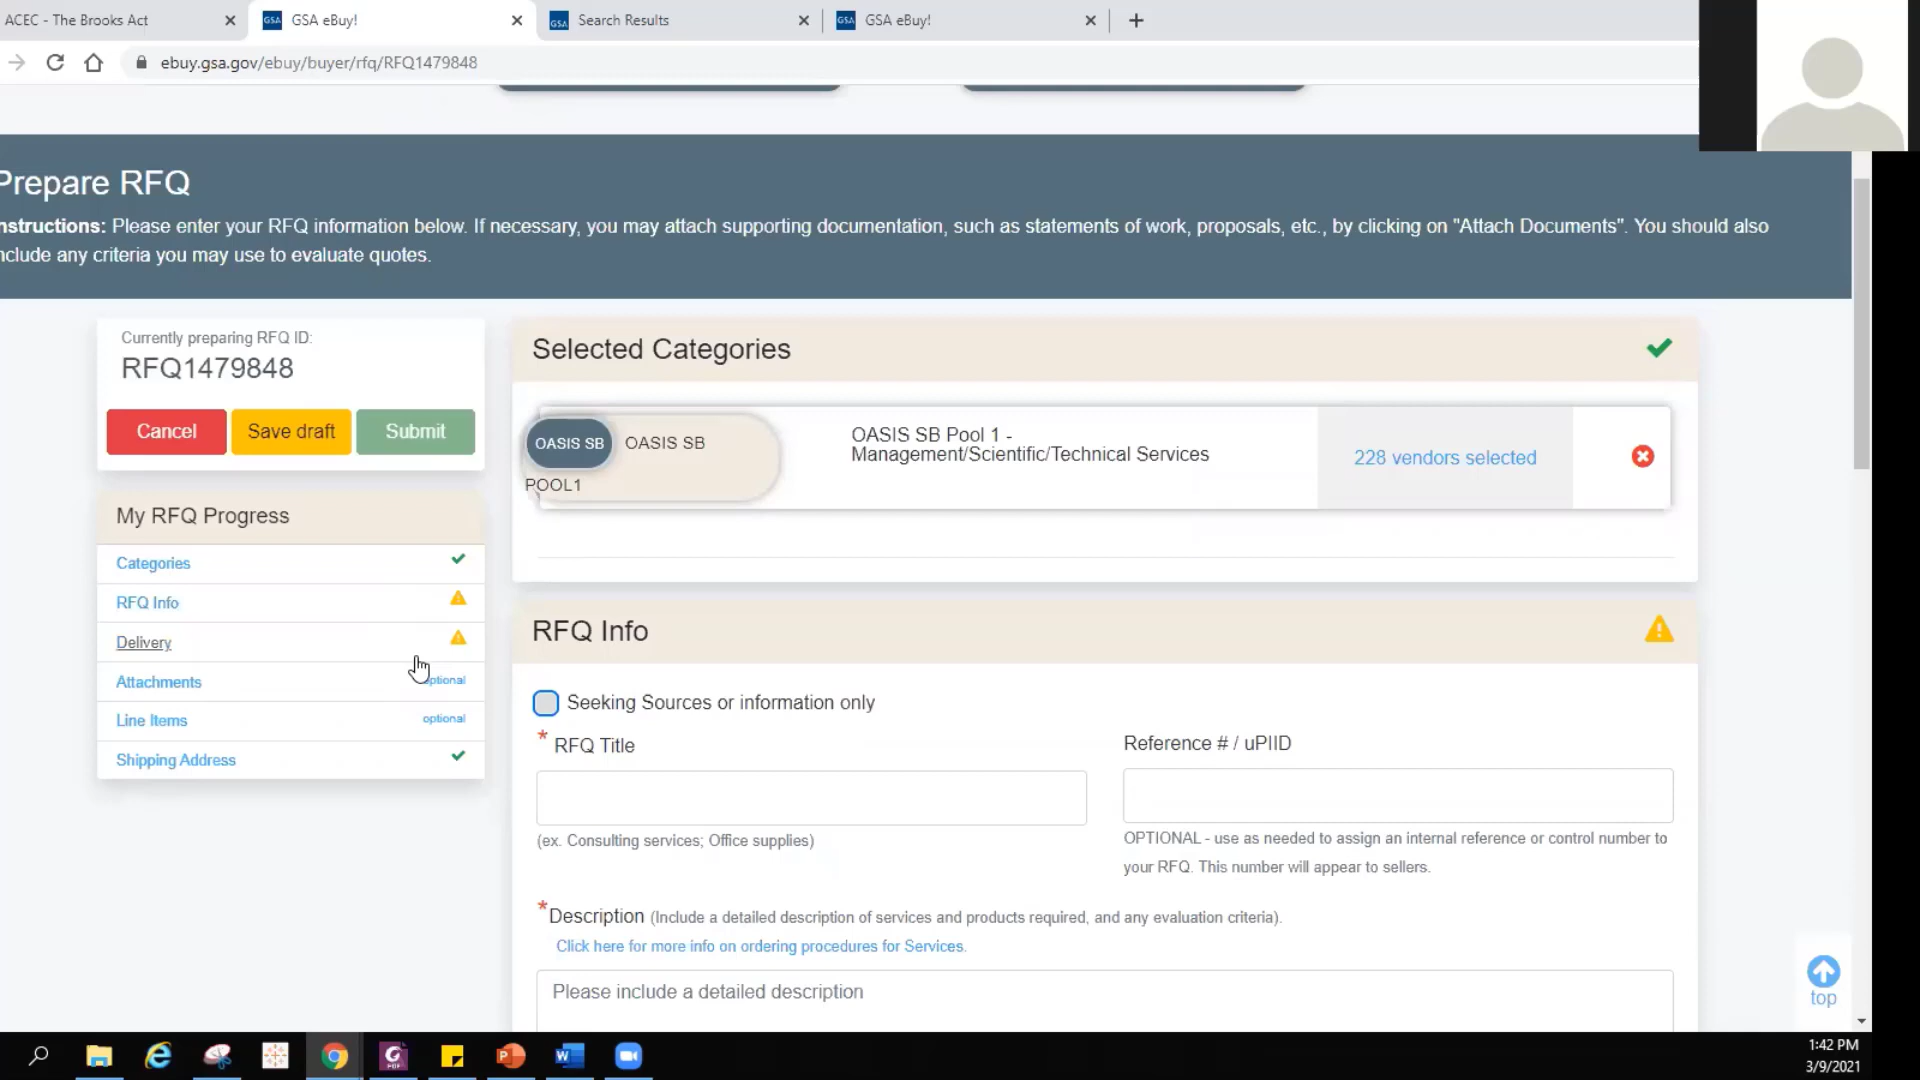 ACEC - The Brooks Act
GSA eBuy!
Search Results
GSA eBuy!
ebuy.gsa.gov/ebuy/buyer/rfq/RFQ1479848
Prepare RFQ
nstructions: Please enter your RFQ information below. If necessary, you may attach supporting documentation, such as statements of work, proposals, etc., by clicking on "Attach Documents". You should also
nclude any criteria you may use to evaluate quotes.
Currently preparing RFQ ID:
RFQ1479848
Cancel
Save draft
Submit
My RFQ Progress
Categories
RFQ Info
Delivery
Attachments
optional
Line Items
optional
Shipping Address
Selected Categories
OASIS SB
OASIS SB
POOL1
OASIS SB Pool 1 -
Management/Scientific/Technical Services
228 vendors selected
RFQ Info
Seeking Sources or information only
* RFQ Title
(ex. Consulting services; Office supplies)
Reference # / uPIID
OPTIONAL - use as needed to assign an internal reference or control number to
your RFQ. This number will appear to sellers.
*Description (Include a detailed description of services and products required, and any evaluation criteria).
Click here for more info on ordering procedures for Services.
Please include a detailed description
top
1:42 PM
3/9/2021